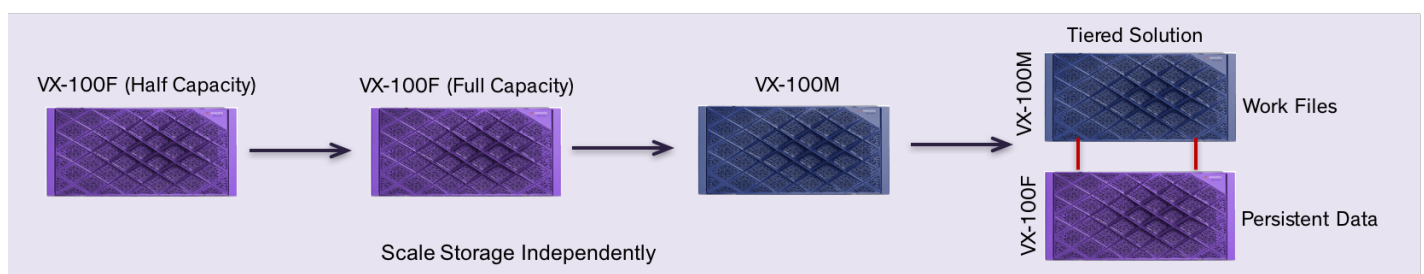 Tiered Solution
VX-100F (Half Capacity)
VX-100F (Full Capacity)
VX-100M
VX-100M
Work Files
VX-100F
Persistent Data
Scale Storage Independently